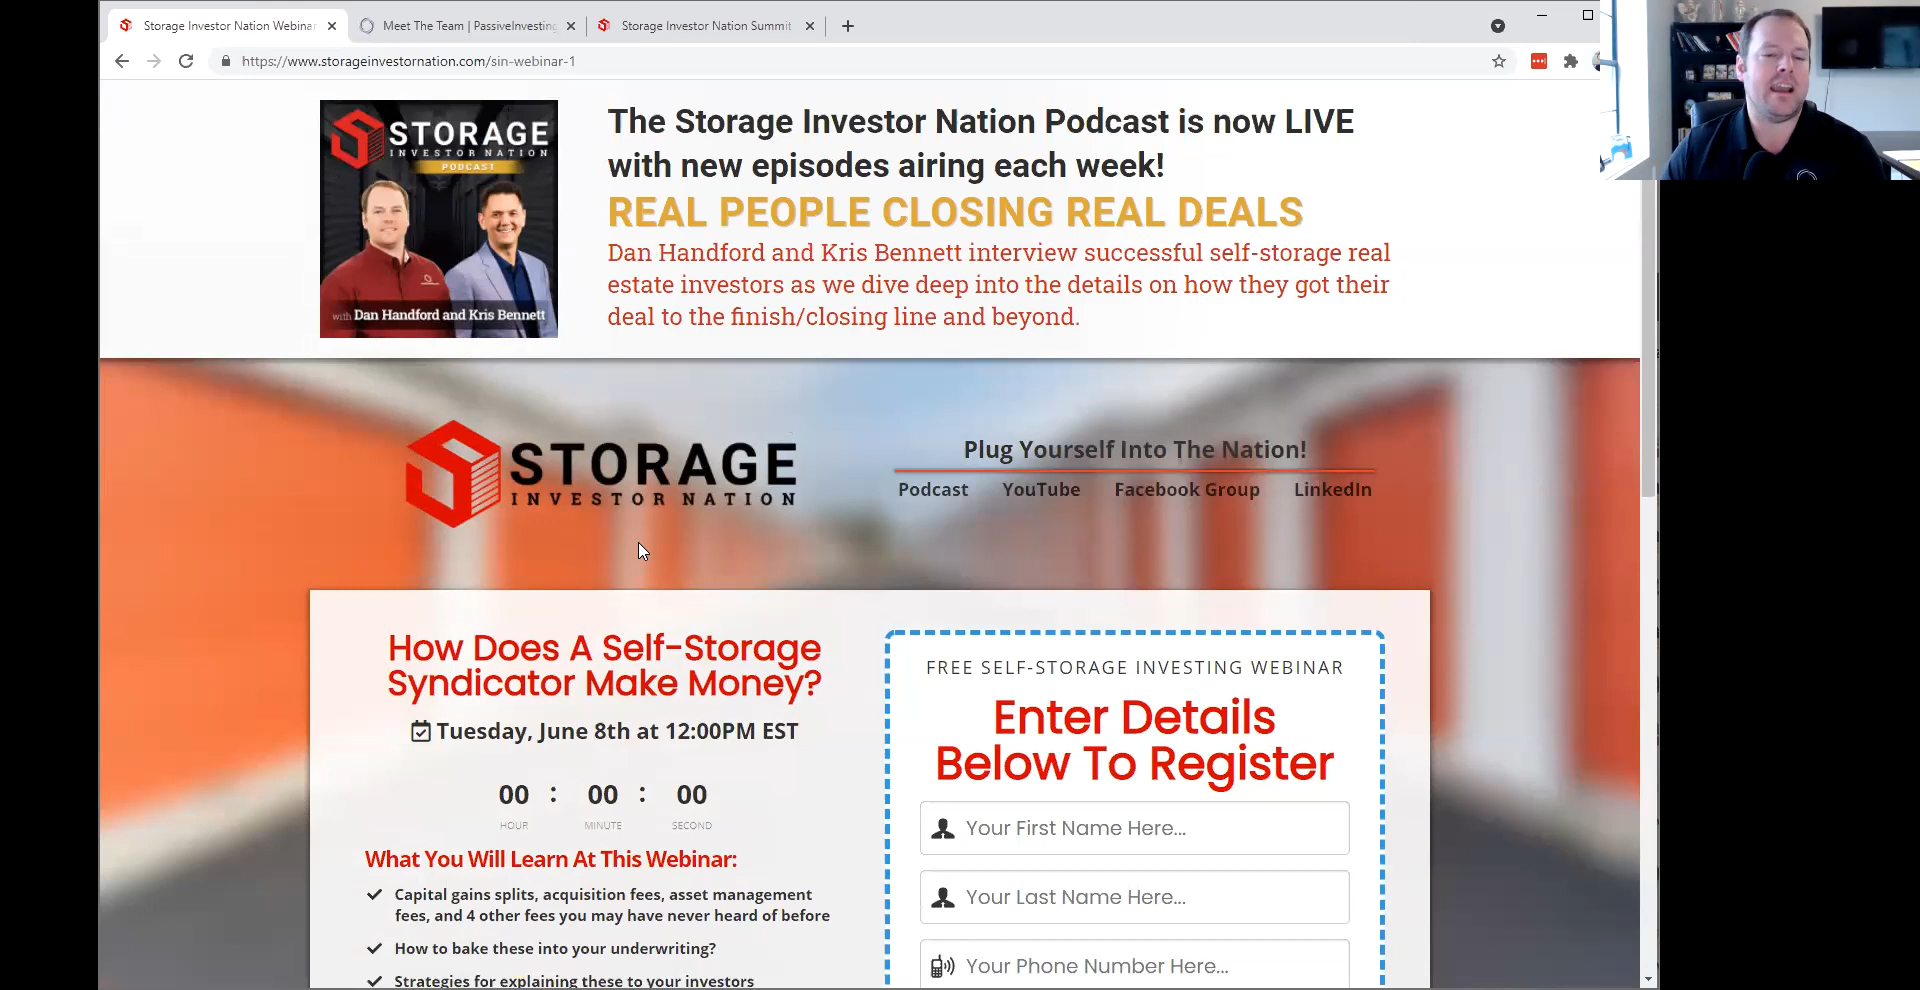 Storage Investor Nation Webinar
Meet The Team | PassiveInvesting
Storage Investor Nation Summit
https://www.storageinvestornation.com/sin-webinar-1
STORAGE
INVESTOR NATION
PODCAST
with Dan Handford and Kris Bennett
The Storage Investor Nation Podcast is now LIVE
with new episodes airing each week!
REAL PEOPLE CLOSING REAL DEALS
Dan Handford and Kris Bennett interview successful self-storage real
estate investors as we dive deep into the details on how they got their
deal to the finish/closing line and beyond.
STORAGE
INVESTOR NATION
Plug Yourself Into The Nation!
Podcast YouTube Facebook Group LinkedIn
How Does A Self-Storage
Syndicator Make Money?
Tuesday, June 8th at 12:00PM EST
00 : 00 : 00
HOUR MINUTE SECOND
What You Will Learn At This Webinar:
Capital gains splits, acquisition fees, asset management
fees, and 4 other fees you may have never heard of before
How to bake these into your underwriting?
Strategies for explaining these to your investors
FREE SELF-STORAGE INVESTING WEBINAR
Enter Details
Below To Register
Your First Name Here...
Your Last Name Here...
Your Phone Number Here...